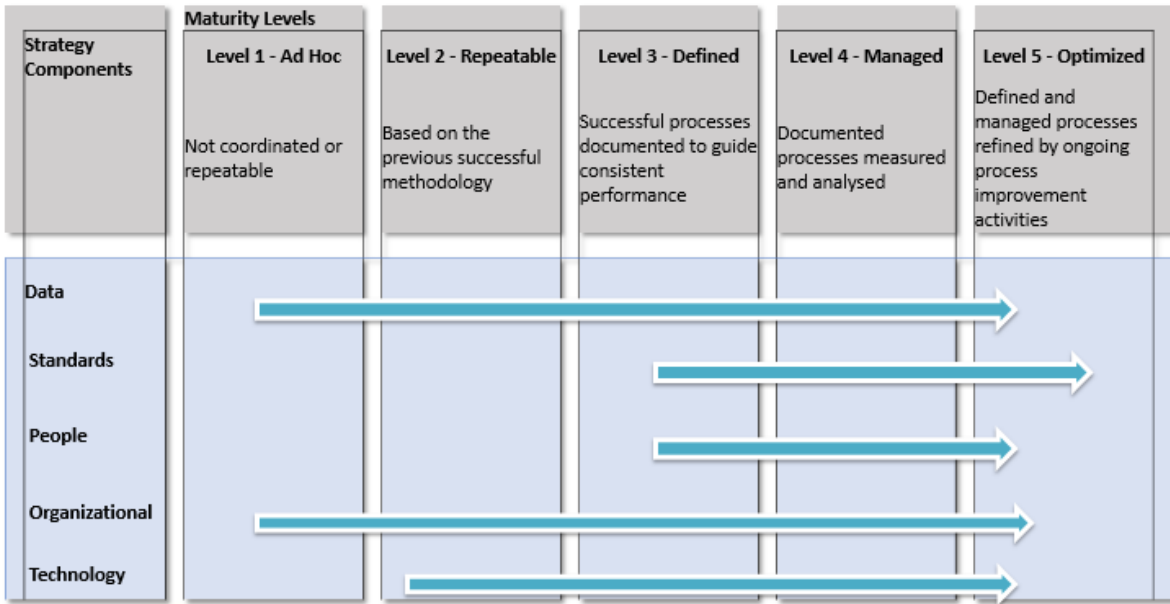 Maturity Levels
Strategy
Components
Level 1 - Ad Hoc
Not coordinated or
repeatable
Level 2 - Repeatable
Based on the
previous successful
methodology
Level 3 - Defined
Successful processes
documented to guide
consistent
performance
Level 4 - Managed
Documented
processes measured
and analysed
Level 5 - Optimized
Defined and
managed processes
refined by ongoing
process
improvement
activities
Data
Standards
People
Organizational
Technology